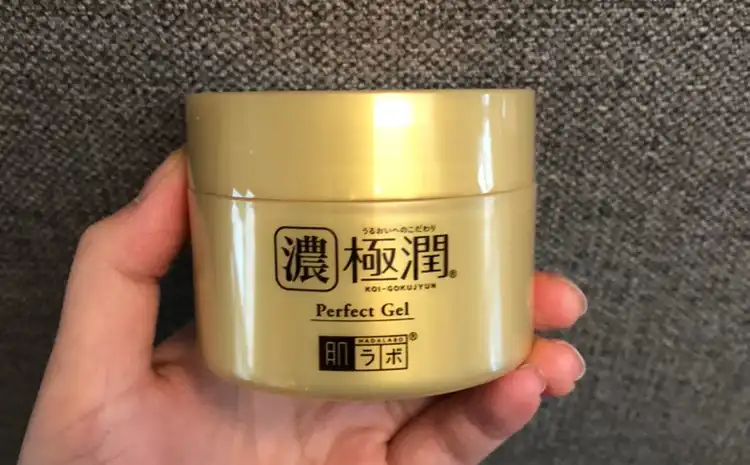 うるおいへのこだわり
濃 極潤®
KOI-GOKUJYUN
Perfect Gel
HADALABO
肌ラボ®